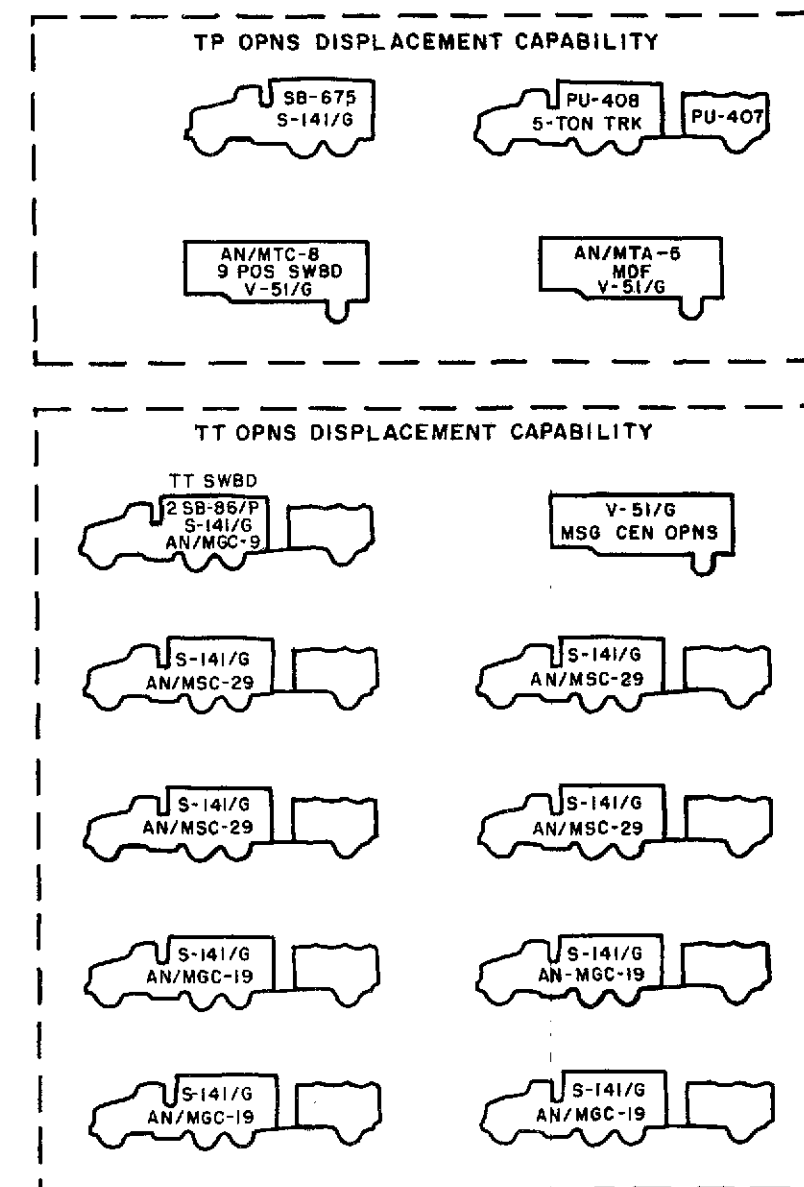 TP OPNS DISPLACEMENT CAPABILITY
SB-675
S-141/G
PU-408
5-TON TRK
PU-407
AN/MTC-8
9 POS SWBD
V-51/G
AN/MTA-6
MDF
V-51/G
TT OPNS DISPLACEMENT CAPABILITY
TT SWBD
2 SB-86/P
S-141/G
AN/MGC-9
V-51/G
MSG CEN OPNS
S-141/G
AN/MSC-29
S-141/G
AN/MSC-29
S-141/G
AN/MSC-29
S-141/G
AN/MSC-29
S-141/G
AN/MGC-19
S-141/G
AN-MGC-19
S-141/G
AN/MGC-19
S-141/G
AN/MGC-19